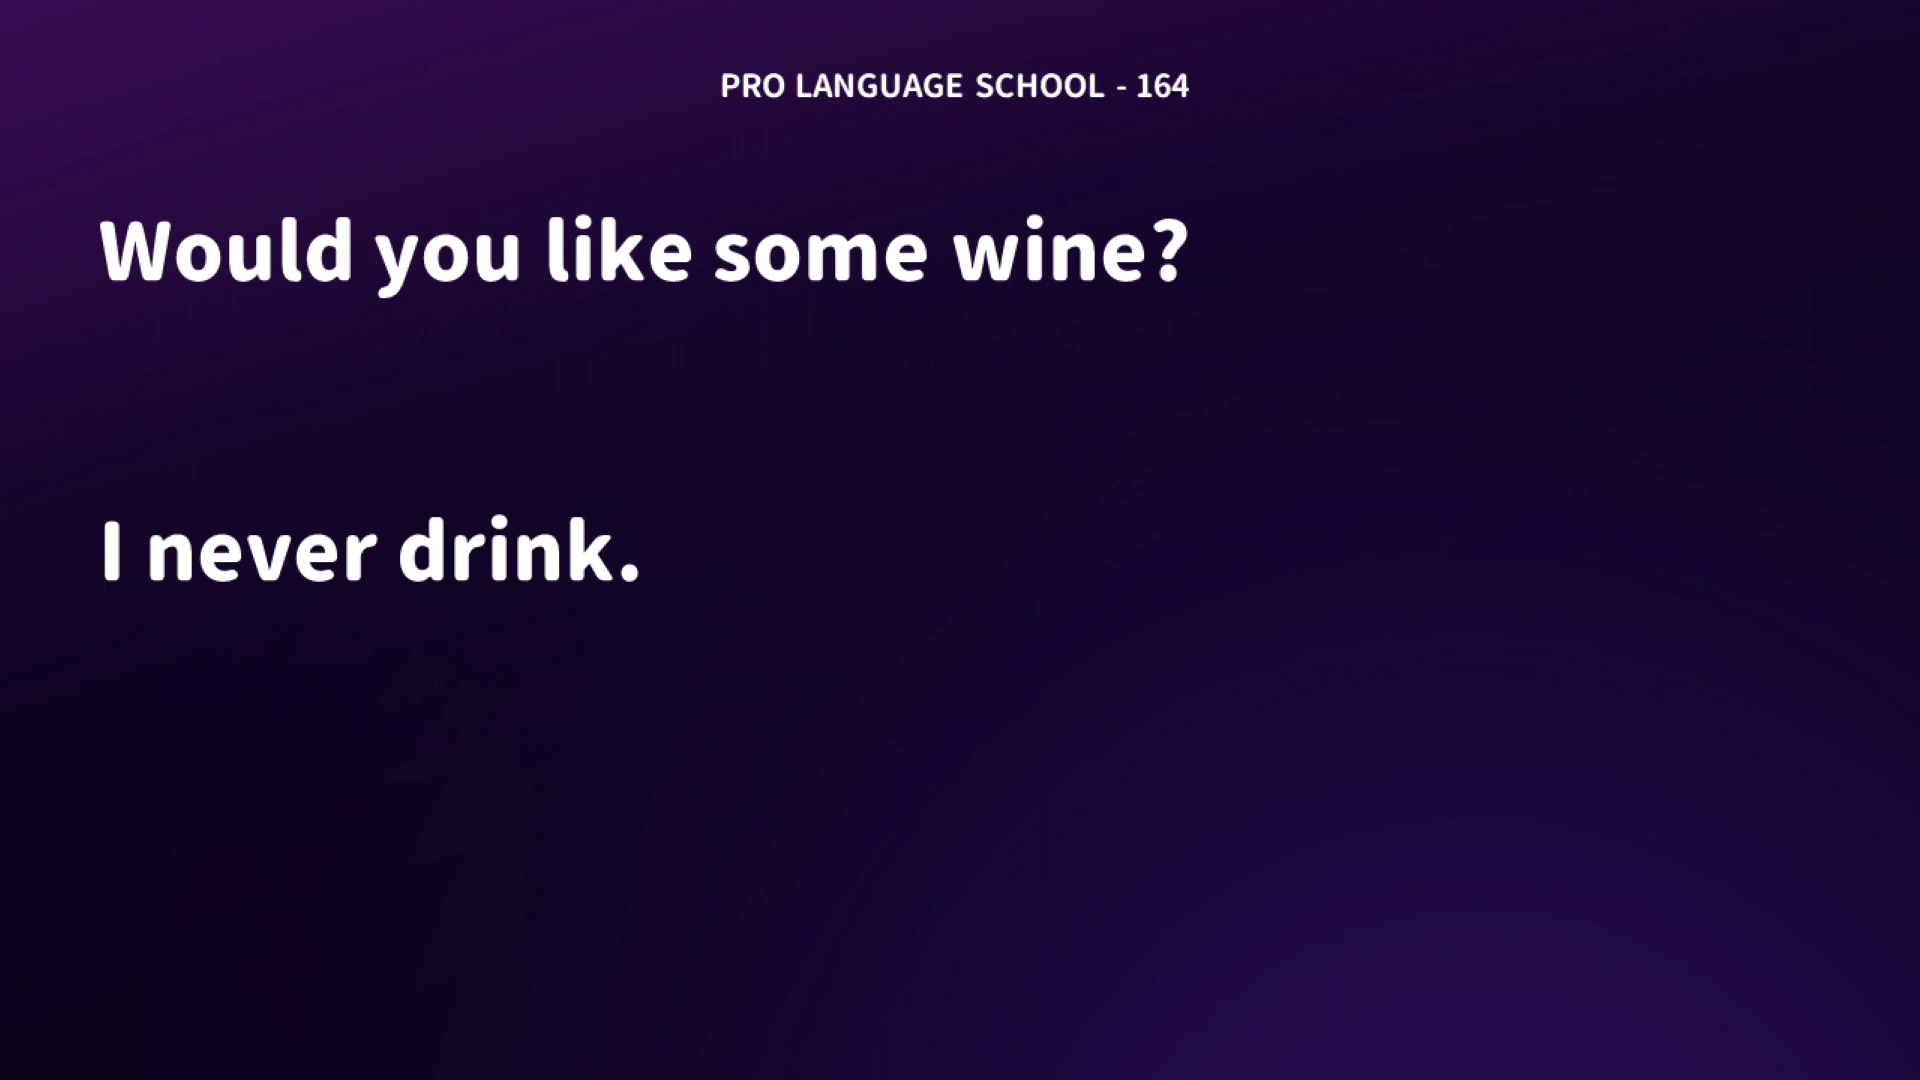 PRO LANGUAGE SCHOOL - 164
Would you like some wine?
I never drink.